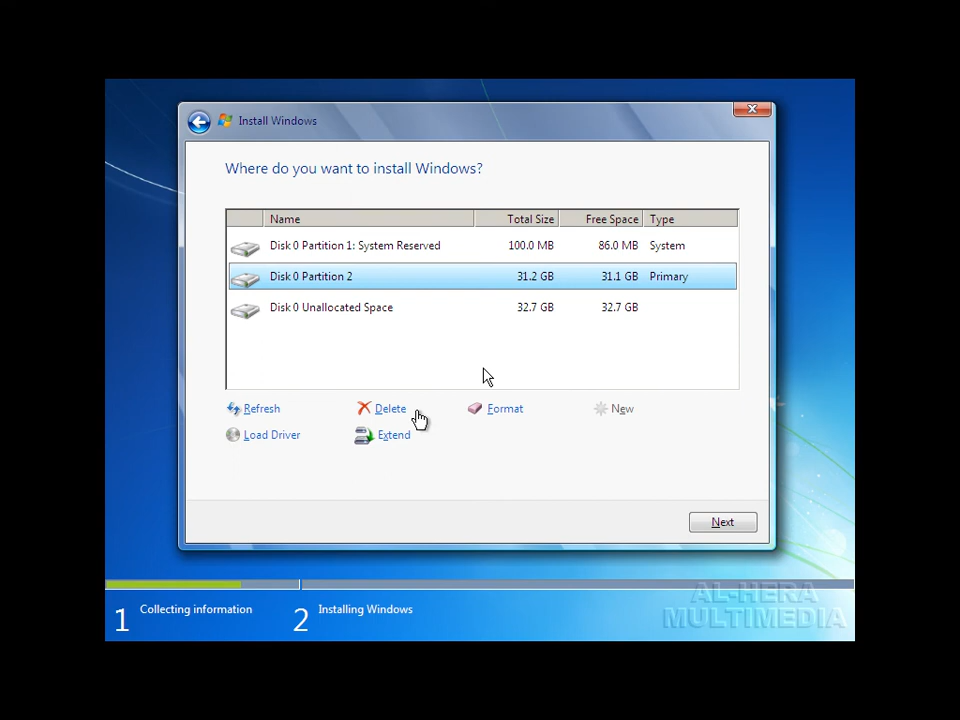 Install Windows
Where do you want to install Windows?
Name Total Size Free Space Type
Disk 0 Partition 1: System Reserved 100.0 MB 86.0 MB System
Disk 0 Partition 2 31.2 GB 31.1 GB Primary
Disk 0 Unallocated Space 32.7 GB 32.7 GB
Refresh Delete Format New
Load Driver Extend
Next
1 Collecting information 2 Installing Windows
AL-HERA
MULTIMEDIA